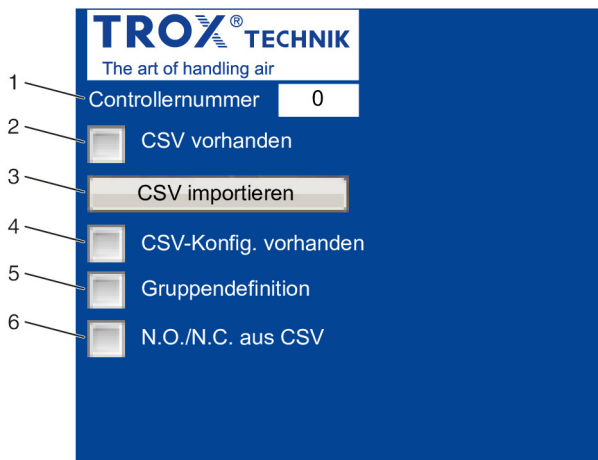 TROX® TECHNIK
The art of handling air
1 Controllernummer 0
2 CSV vorhanden
3 CSV importieren
4 CSV-Konfig. vorhanden
5 Gruppendefinition
6 N.O./N.C. aus CSV